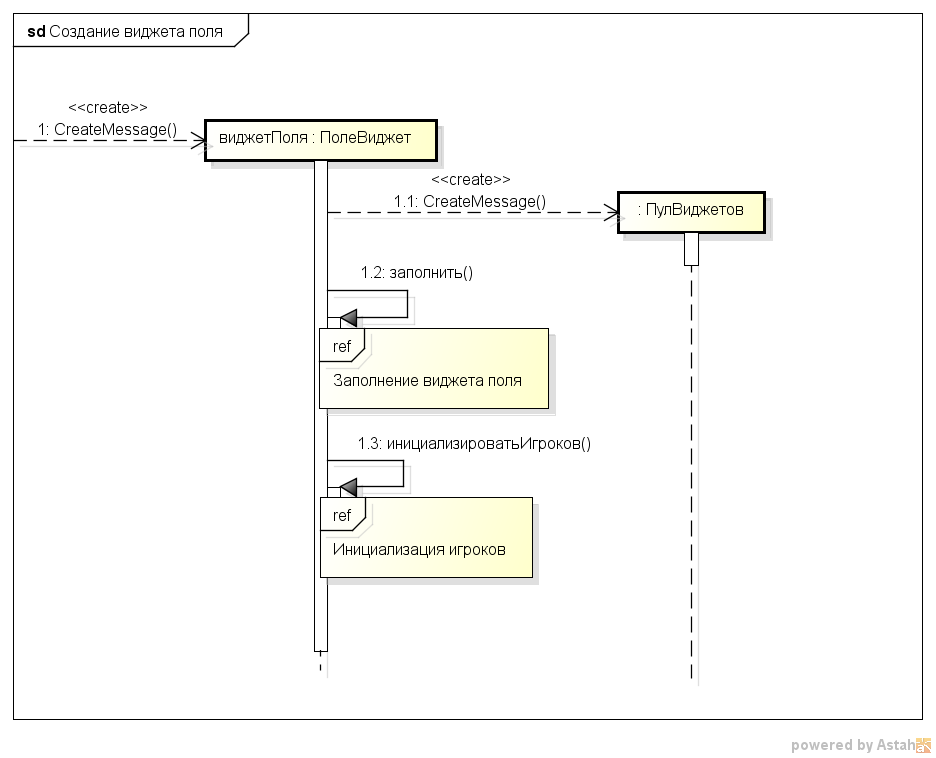 sd Создание виджета поля
<<create>>
1: CreateMessage()
виджетПоля : ПолеВиджет
<<create>>
1.1: CreateMessage()
: ПулВиджетов
1.2: заполнить()
ref
Заполнение виджета поля
1.3: инициализироватьИгроков()
ref
Инициализация игроков
powered by Astah